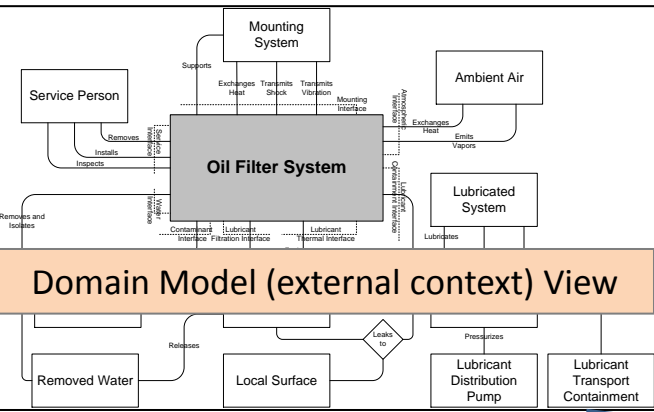 Mounting
System
Supports
Exchanges
Heat
Transmits
Shock
Transmits
Vibration
Mounting
Interface
Service Person
Ambient Air
Atmospheric
Interface
Exchanges
Heat
Emits
Vapors
Removes
Installs
Inspects
Service
Interface
Oil Filter System
Lubricant
Containment Interface
Water
Interface
Removes and
Isolates
Contaminant
Interface
Lubricant
Filtration Interface
Lubricant
Thermal Interface
Lubricated
System
Lubricates
Domain Model (external context) View
Releases
Leaks
to
Pressurizes
Removed Water
Local Surface
Lubricant
Distribution
Pump
Lubricant
Transport
Containment